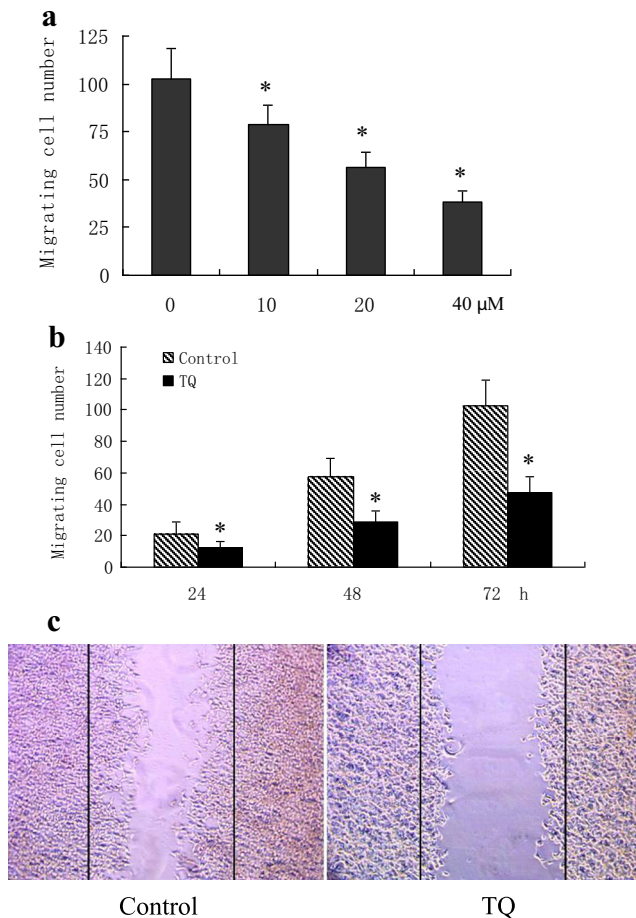 a
Migrating cell number
125
100
75
50
25
0
*
*
*
0 10 20 40 μM
b
Migrating cell number
140
120
100
80
60
40
20
0
Control
TQ
*
*
*
24 48 72 h
c
Control TQ